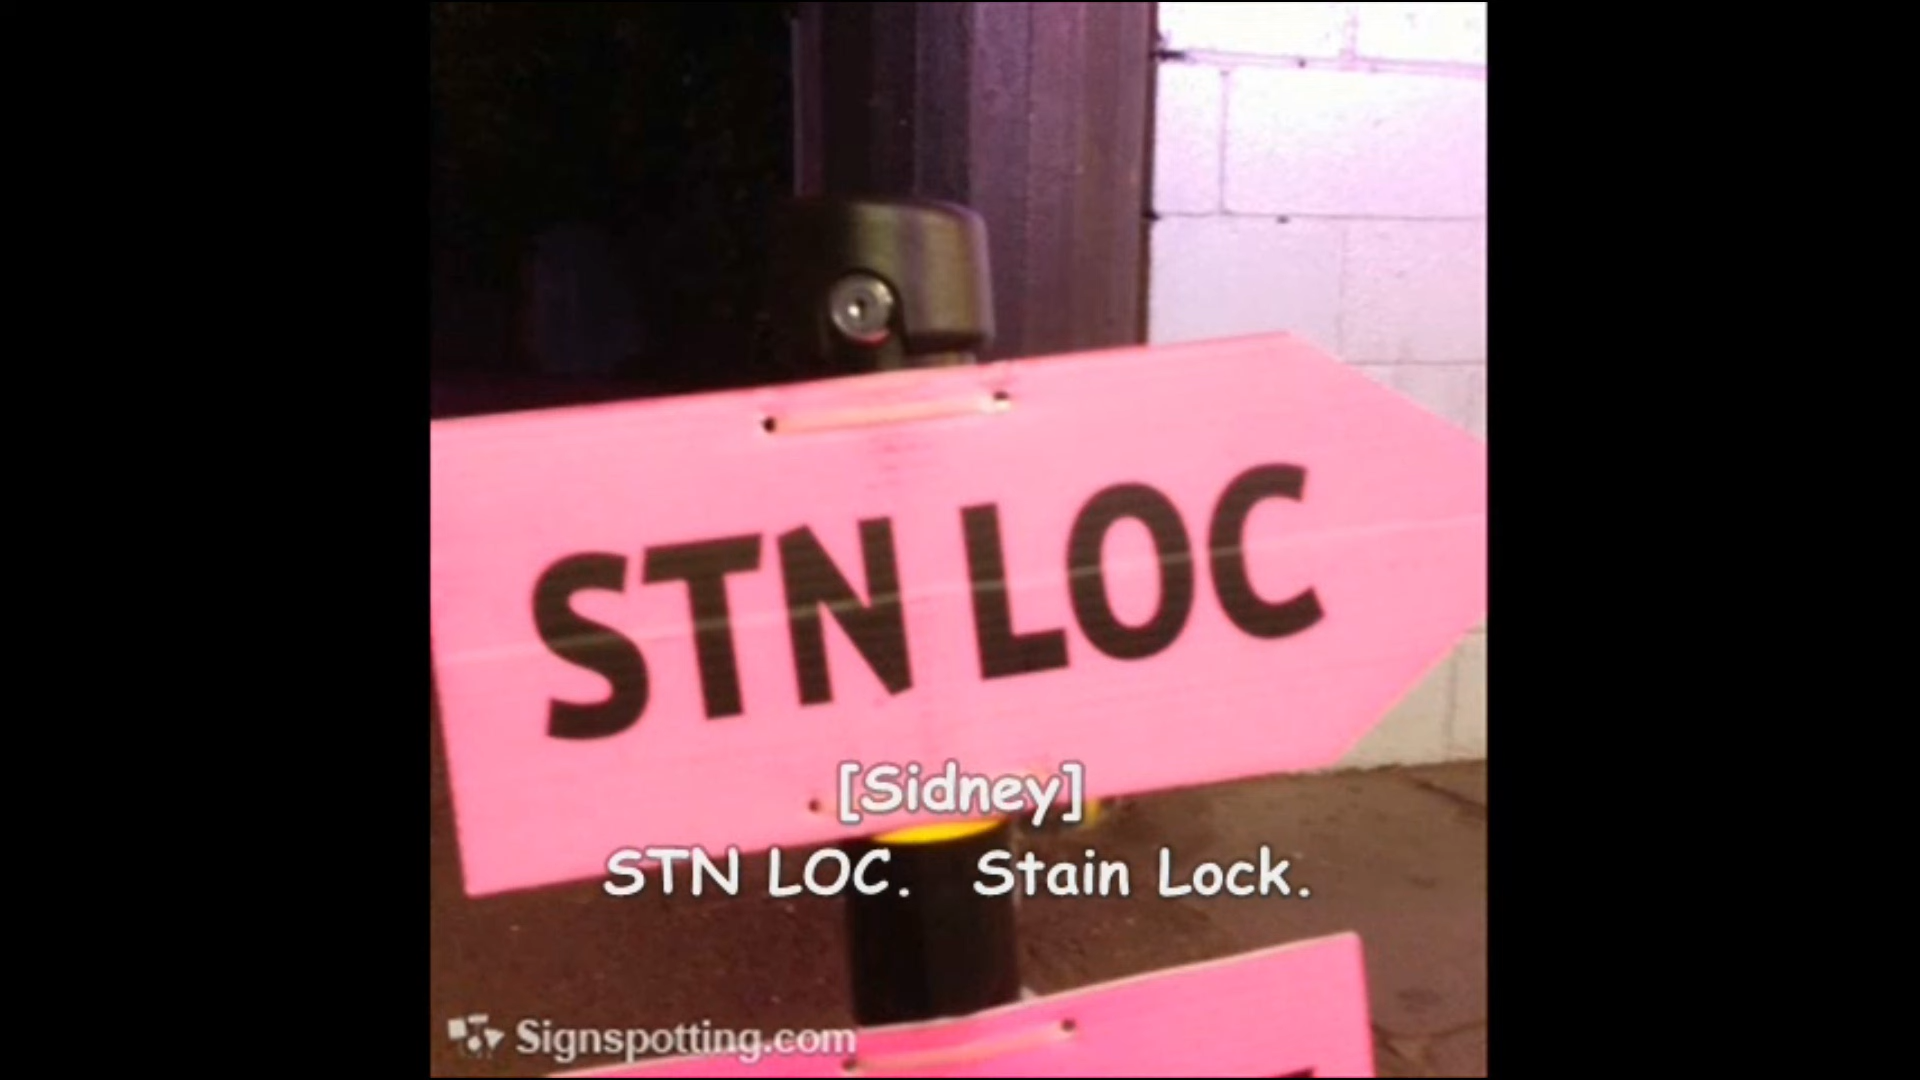 STN LOC
[Sidney]
STN LOC. Stain Lock.
Signspotting.com